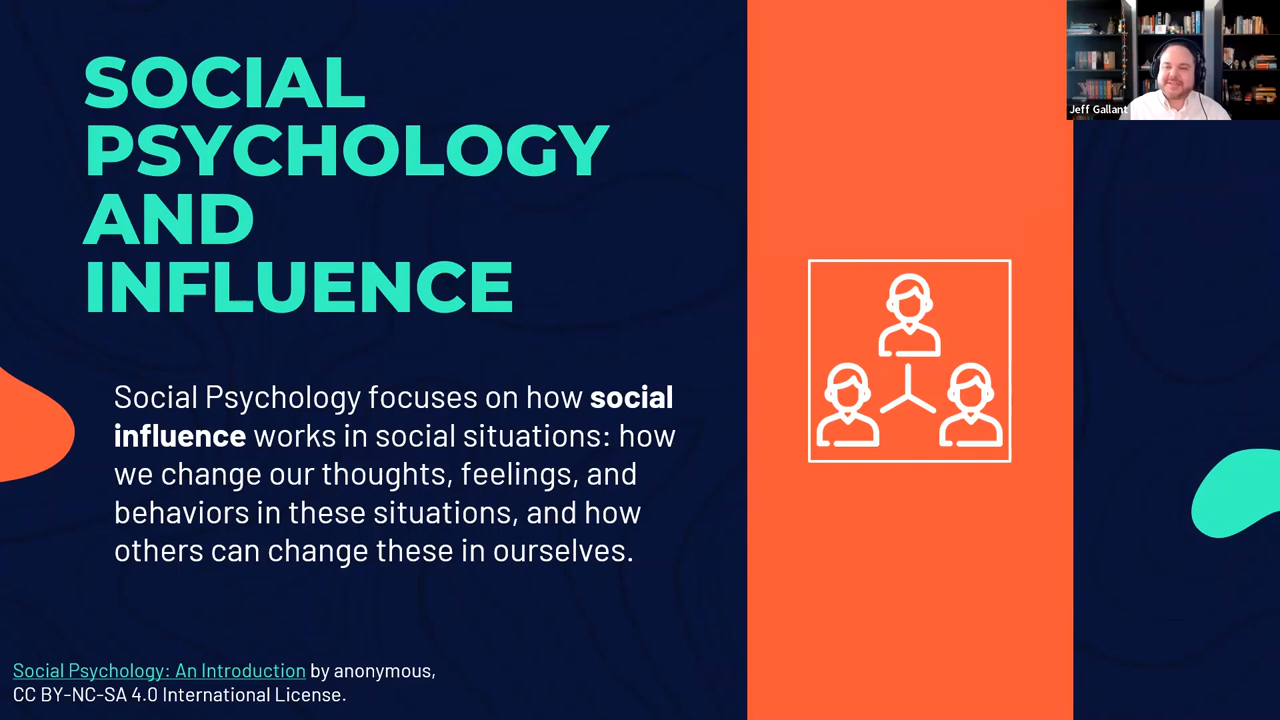 SOCIAL
PSYCHOLOGY
AND
INFLUENCE
Social Psychology focuses on how social
influence works in social situations: how
we change our thoughts, feelings, and
behaviors in these situations, and how
others can change these in ourselves.
Social Psychology: An Introduction by anonymous,
CC BY-NC-SA 4.0 International License.
Jeff Gallant